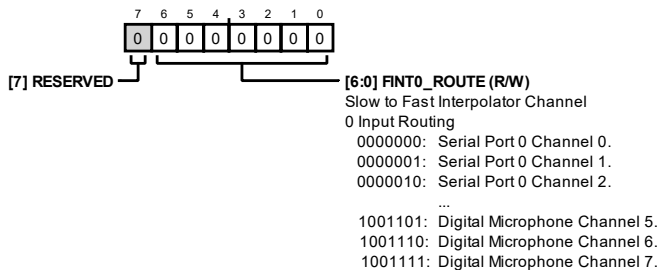 7 6 5 4 3 2 1 0
0 0 0 0 0 0 0 0
[7] RESERVED
[6:0] FINT0_ROUTE (R/W)
Slow to Fast Interpolator Channel
0 Input Routing
0000000: Serial Port 0 Channel 0.
0000001: Serial Port 0 Channel 1.
0000010: Serial Port 0 Channel 2.
...
1001101: Digital Microphone Channel 5.
1001110: Digital Microphone Channel 6.
1001111: Digital Microphone Channel 7.